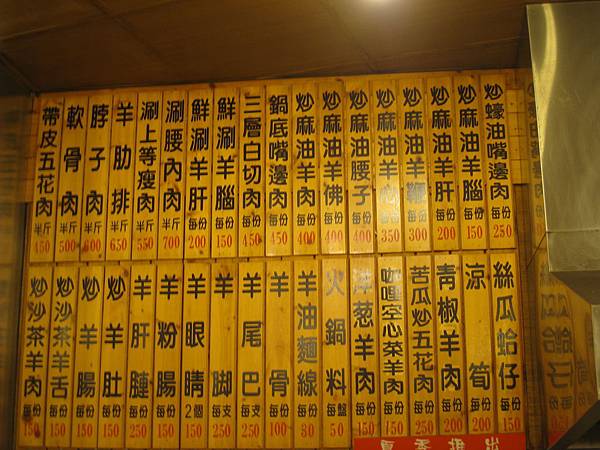 炒蠔油嘴邊肉 每份 250
炒麻油羊腦 每份 150
炒麻油羊肝 每份 200
炒麻油羊鞭 每份 300
炒麻油羊心 每份 350
炒麻油腰子 每份 400
炒麻油羊佛 每份 400
炒麻油羊肉 每份 400
鍋底嘴邊肉 每份 450
三層白切肉 每份 450
鮮涮羊腦 每份 150
鮮涮羊肝 每份 200
涮腰內肉 半斤 700
涮上等瘦肉 半斤 550
羊肋排 半斤 650
脖子肉 半斤 600
軟骨肉 半斤 500
帶皮五花肉 半斤 450
絲瓜蛤仔 每份 150
涼筍 每份 200
青椒羊肉 每份 200
苦瓜炒五花肉 每份 250
咖哩空心菜羊肉 每份 150
洋葱羊肉 每份 150
火鍋料 每盤 50
羊油麵線 每份 30
羊骨 每份 100
羊尾巴 每支 250
羊腳 每支 250
羊眼睛 2個 150
羊粉腸 每份 150
羊肝腱 每份 250
炒羊肚 每份 150
炒羊腸 每份 150
炒沙茶羊舌 每份 150
炒沙茶羊肉 每份 150